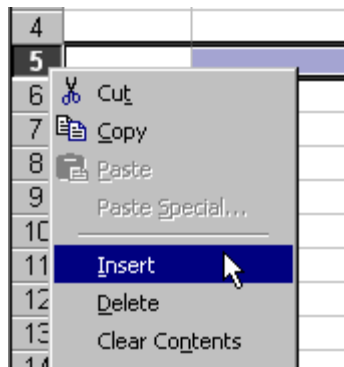 4
5
6
7
8
9
10
11
12
13
14
Cut
Copy
Paste
Paste Special...
Insert
Delete
Clear Contents